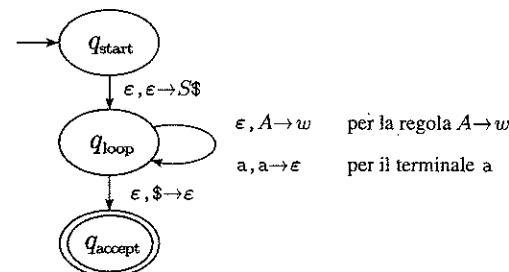 q_start
ε, ε→S$
q_loop
ε, A→w per la regola A→w
a, a→ε per il terminale a
ε, $→ε
q_accept